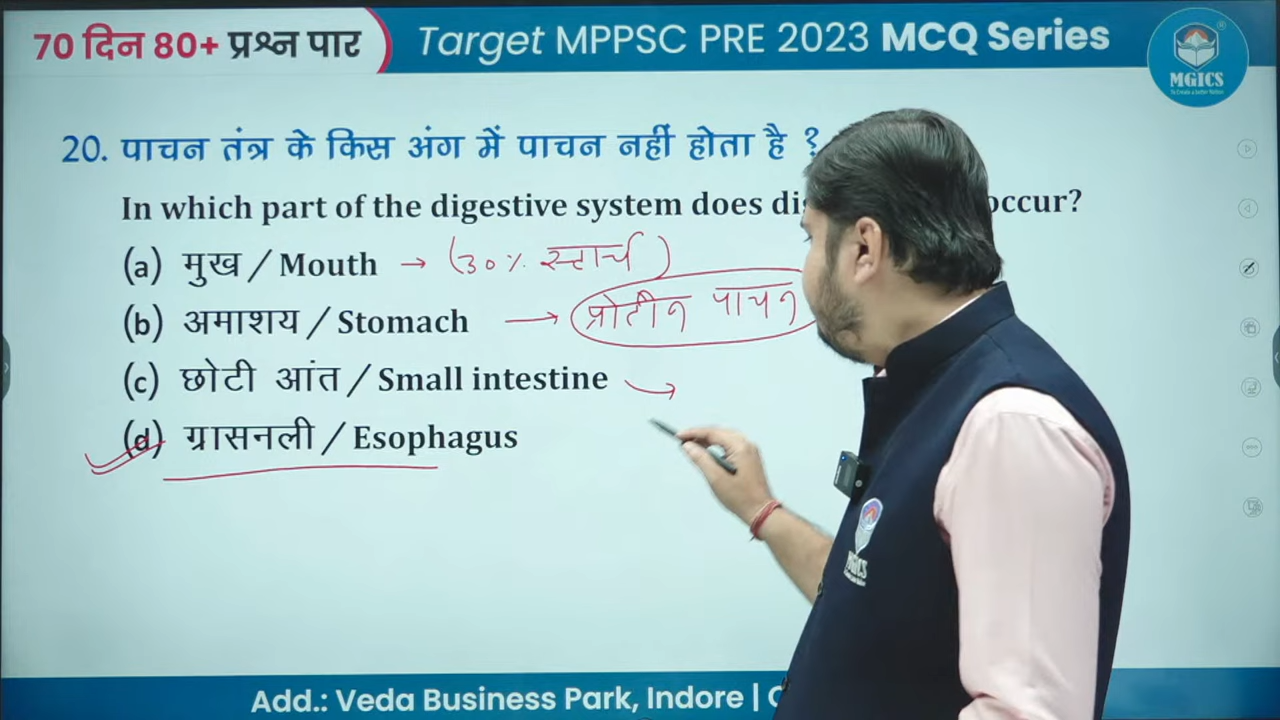 70 दिन 80+ प्रश्न पार
Target MPPSC PRE 2023 MCQ Series
MGICS
20. पाचन तंत्र के किस अंग में पाचन नहीं होता है ?
In which part of the digestive system does occur?
(a) मुख / Mouth → (30% स्टार्च)
(b) अमाशय / Stomach → प्रोटीन पाचन
(c) छोटी आंत / Small intestine →
(d) ग्रासनली / Esophagus
MGICS
Add.: Veda Business Park, Indore |